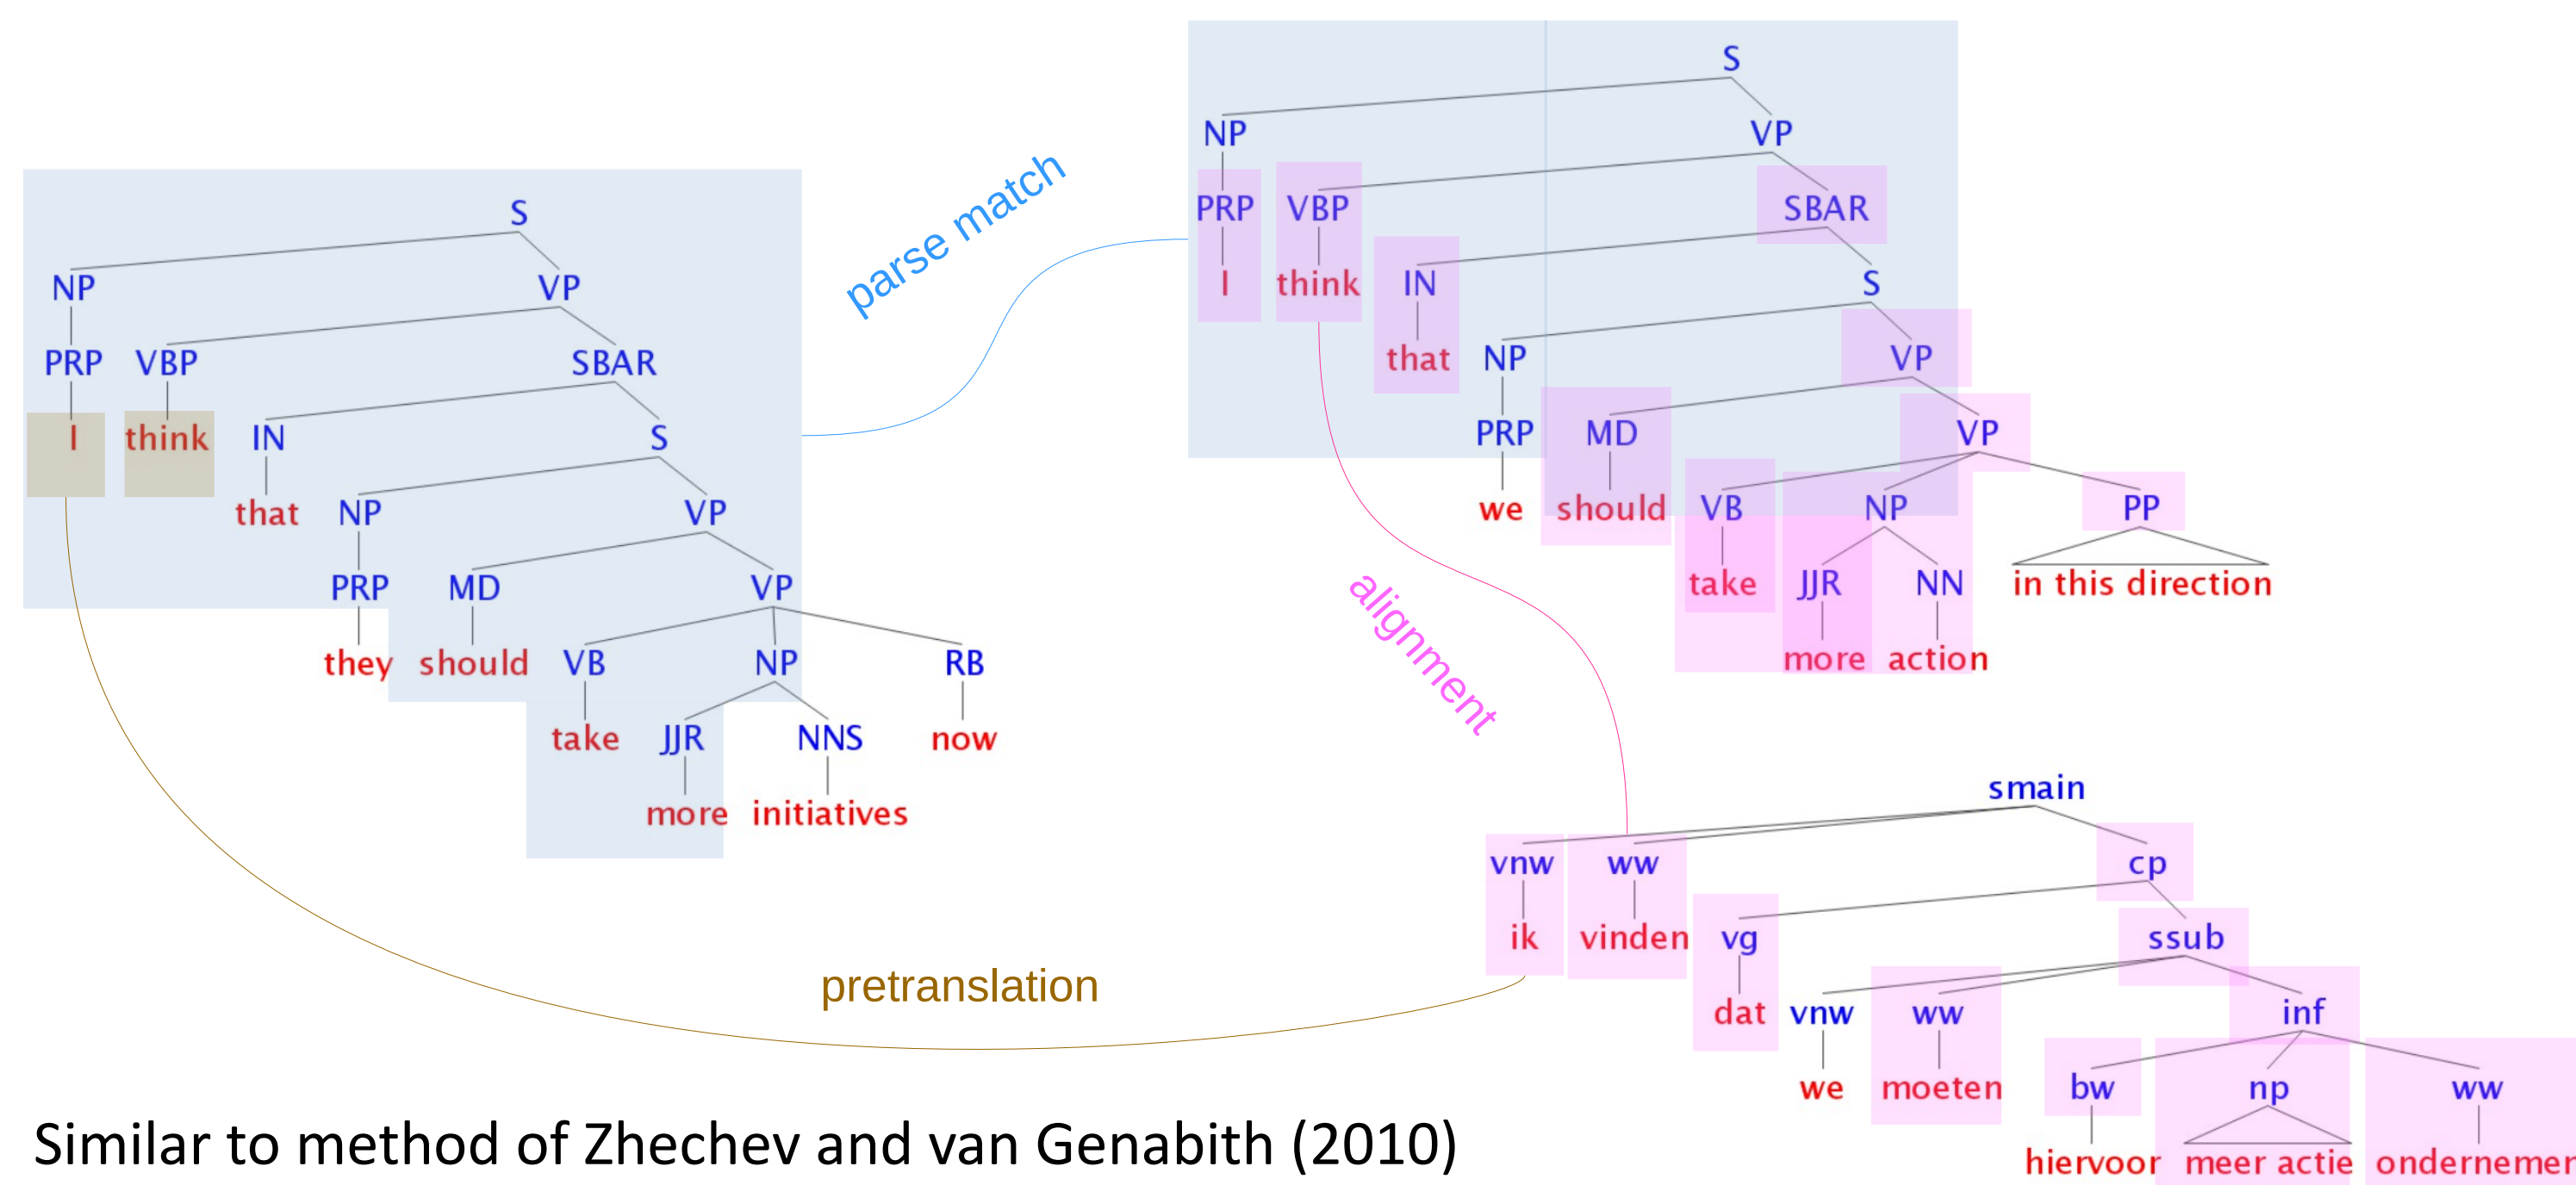 S
NP VP
PRP VBP SBAR
I think IN S
that NP VP
PRP MD VP
they should VB NP RB
take JJR NNS now
more initiatives
parse match
S
NP VP
PRP VBP SBAR
I think IN S
that NP VP
PRP MD VP
we should VB NP PP
take JJR NN in this direction
more action
alignment
smain
vnw ww cp
ik vinden vg ssub
dat vnw ww inf
we moeten bw np ww
hiervoor meer actie ondernemen
pretranslation
Similar to method of Zhechev and van Genabith (2010)